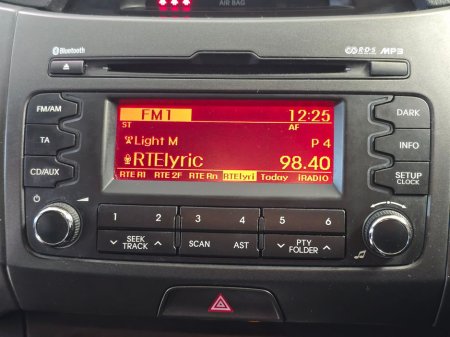 AIR BAG
Bluetooth
R·D·S MP3
FM/AM
TA
CD/AUX
FM1 12:25
ST AF
Light M P 4
RTElyric 98.40
RTE R1 RTE 2F RTE Rn RTElyri Today iRADIO
DARK
INFO
SETUP
CLOCK
1 2 3 4 5 6
SEEK
TRACK
SCAN AST
PTY
FOLDER